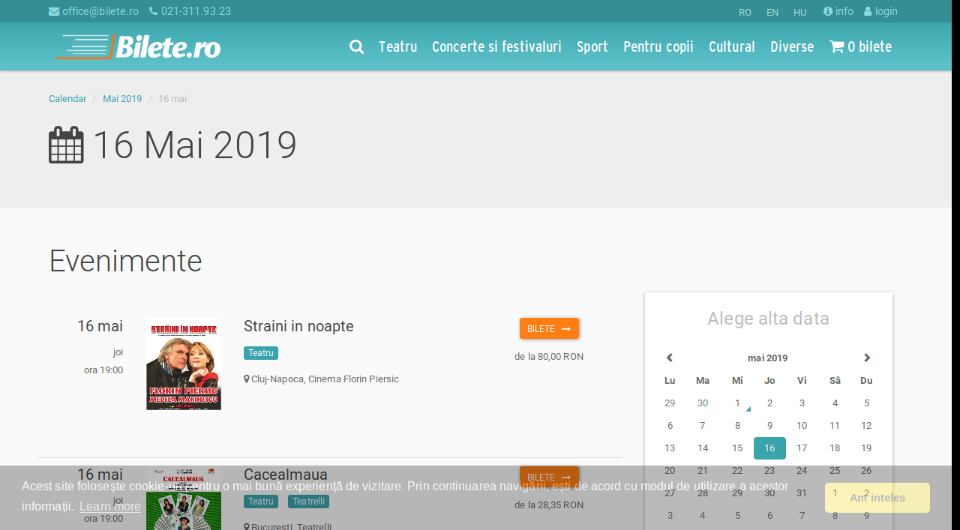 office@bilete.ro 021-311.93.23 RO EN HU info login
Bilete.ro Teatru Concerte si festivaluri Sport Pentru copii Cultural Diverse 0 bilete
Calendar / Mai 2019 / 16 mai
16 Mai 2019
Evenimente
16 mai
joi
ora 19:00
STRĂINI ÎN NOAPTE
FLORIN PIERSIC
MEDEEA MARINESCU
Straini in noapte
Teatru
Cluj-Napoca, Cinema Florin Piersic
BILETE
de la 80,00 RON
16 mai
joi
ora 19:00
CACEALMAUA
Cacealmaua
Teatru Teatrelli
Bucuresti, Teatrelli
BILETE
de la 28,35 RON
Alege alta data
mai 2019
Lu Ma Mi Jo Vi Sâ Du
29 30 1 2 3 4 5
6 7 8 9 10 11 12
13 14 15 16 17 18 19
20 21 22 23 24 25 26
27 28 29 30 31 1 2
3 4 5 6 7 8 9
Acest site folosește cookie-uri pentru o mai bună experiență de vizitare. Prin continuarea navigării, ești de acord cu modul de utilizare a acestor
informații. Learn more
Am inteles